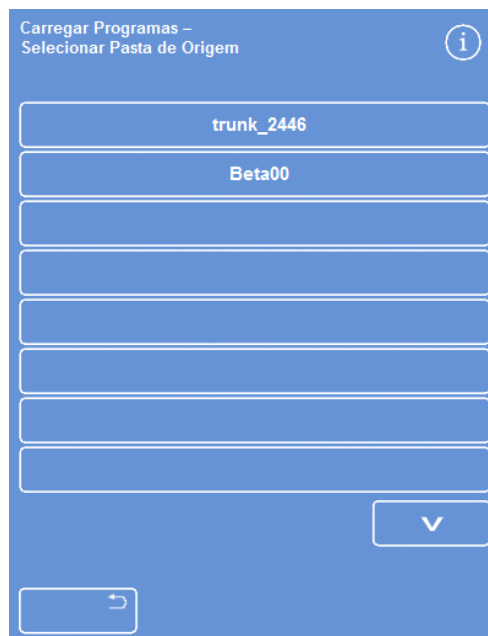 Carregar Programas –
Selecionar Pasta de Origem
i
trunk_2446
Beta00